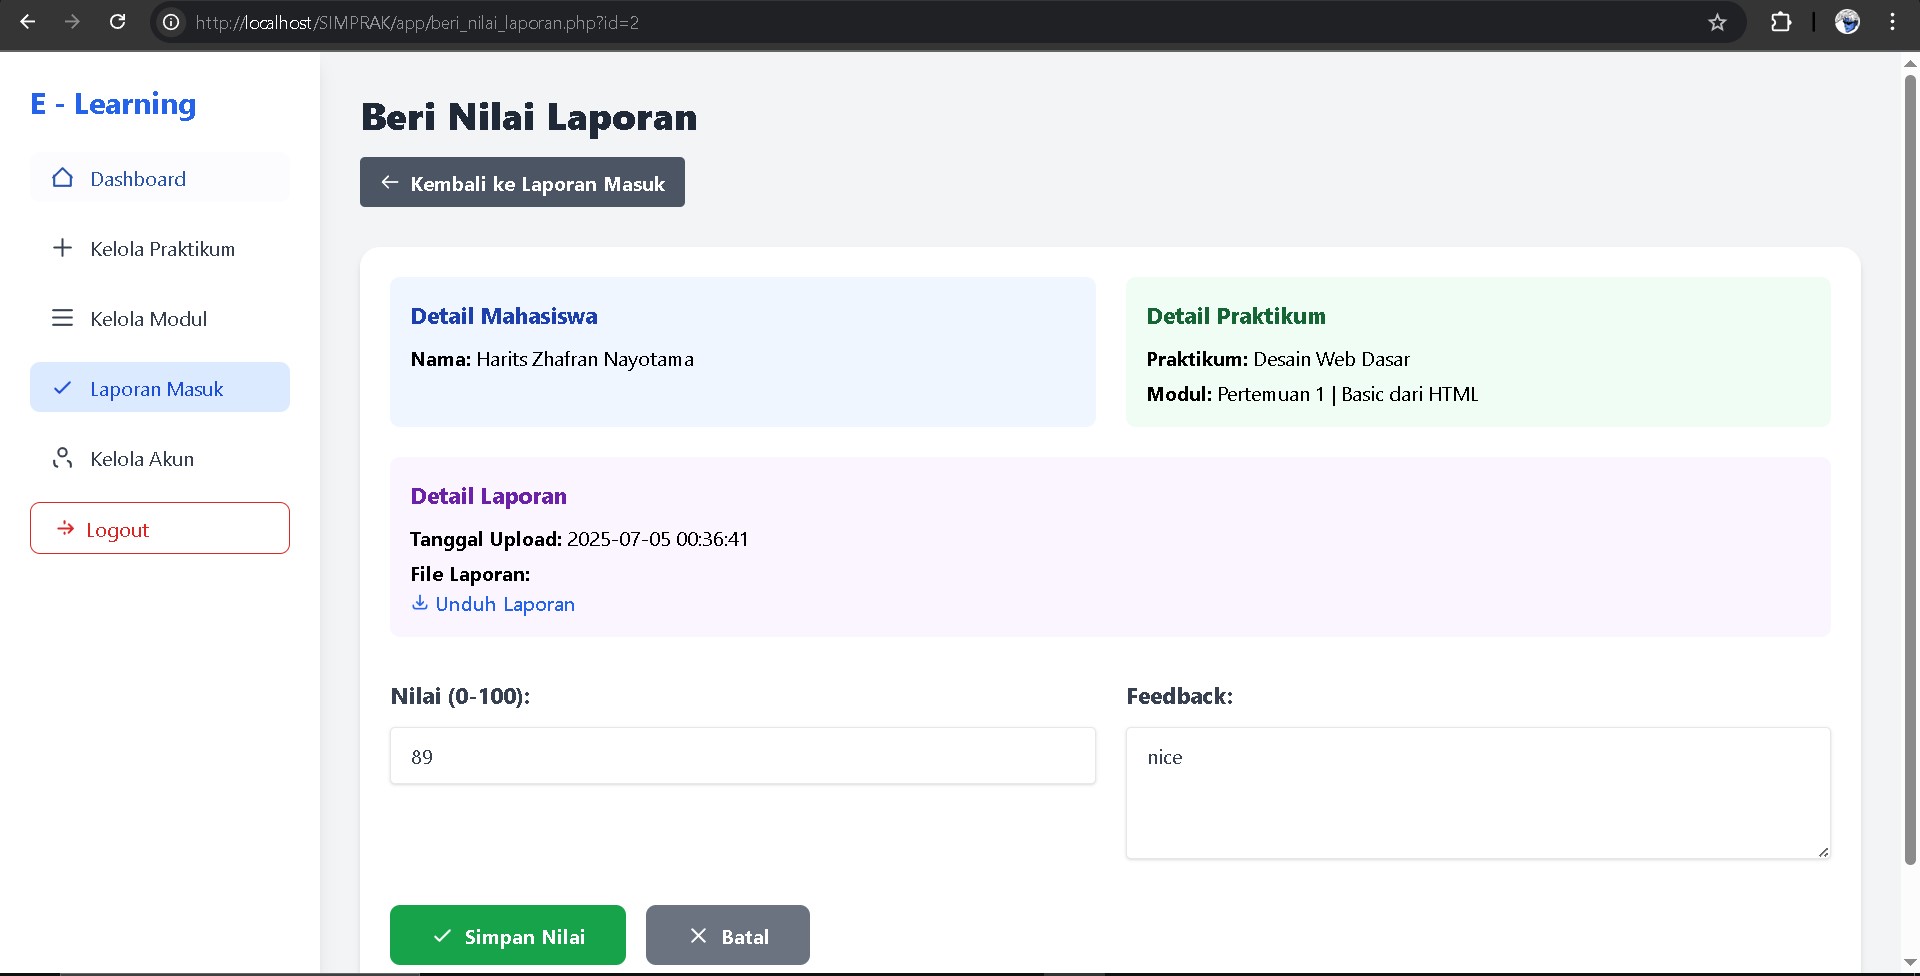 http://localhost/SIMPRAK/app/beri_nilai_laporan.php?id=2
E - Learning
Dashboard
Kelola Praktikum
Kelola Modul
Laporan Masuk
Kelola Akun
Logout
Beri Nilai Laporan
Kembali ke Laporan Masuk
Detail Mahasiswa
Nama: Harits Zhafran Nayotama
Detail Praktikum
Praktikum: Desain Web Dasar
Modul: Pertemuan 1 | Basic dari HTML
Detail Laporan
Tanggal Upload: 2025-07-05 00:36:41
File Laporan:
Unduh Laporan
Nilai (0-100):
89
Feedback:
nice
Simpan Nilai
Batal